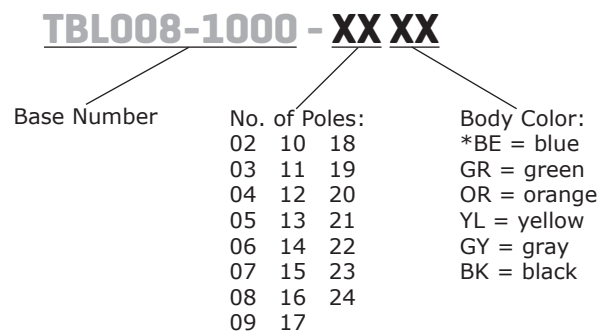 TBL008-1000 - XX XX
Base Number
No. of Poles:
02 10 18
03 11 19
04 12 20
05 13 21
06 14 22
07 15 23
08 16 24
09 17
Body Color:
*BE = blue
GR = green
OR = orange
YL = yellow
GY = gray
BK = black